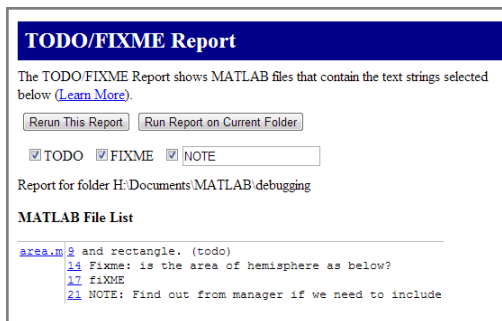 TODO/FIXME Report
The TODO/FIXME Report shows MATLAB files that contain the text strings selected
below (Learn More).
Rerun This Report Run Report on Current Folder
TODO FIXME NOTE
Report for folder H:\Documents\MATLAB\debugging
MATLAB File List
area.m 9 and rectangle. (todo)
14 Fixme: is the area of hemisphere as below?
17 fiXME
21 NOTE: Find out from manager if we need to include